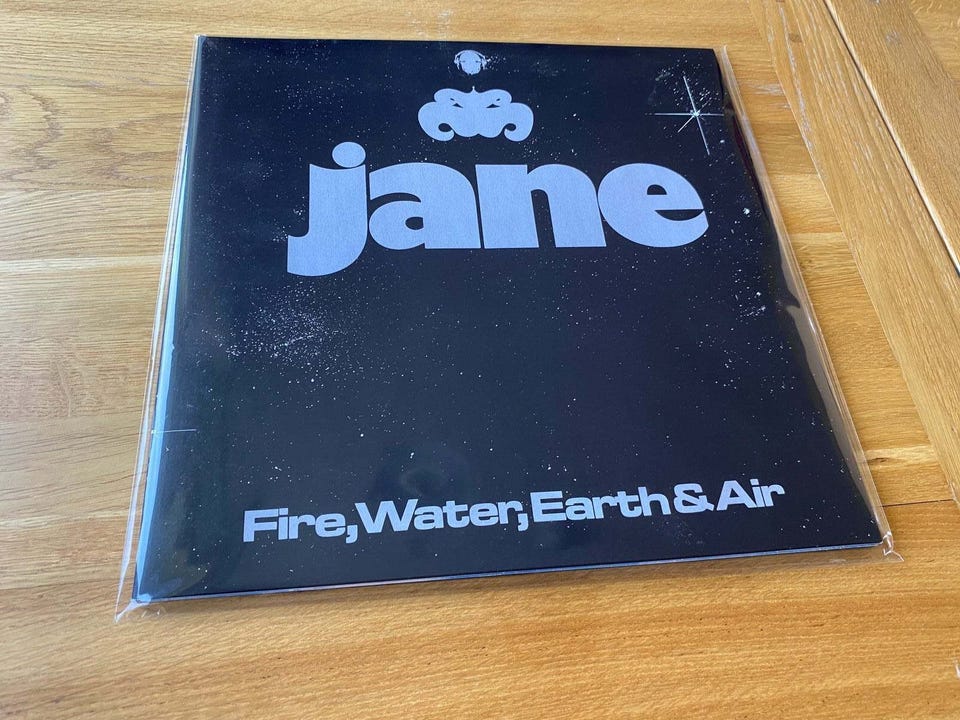 jane
Fire, Water, Earth & Air